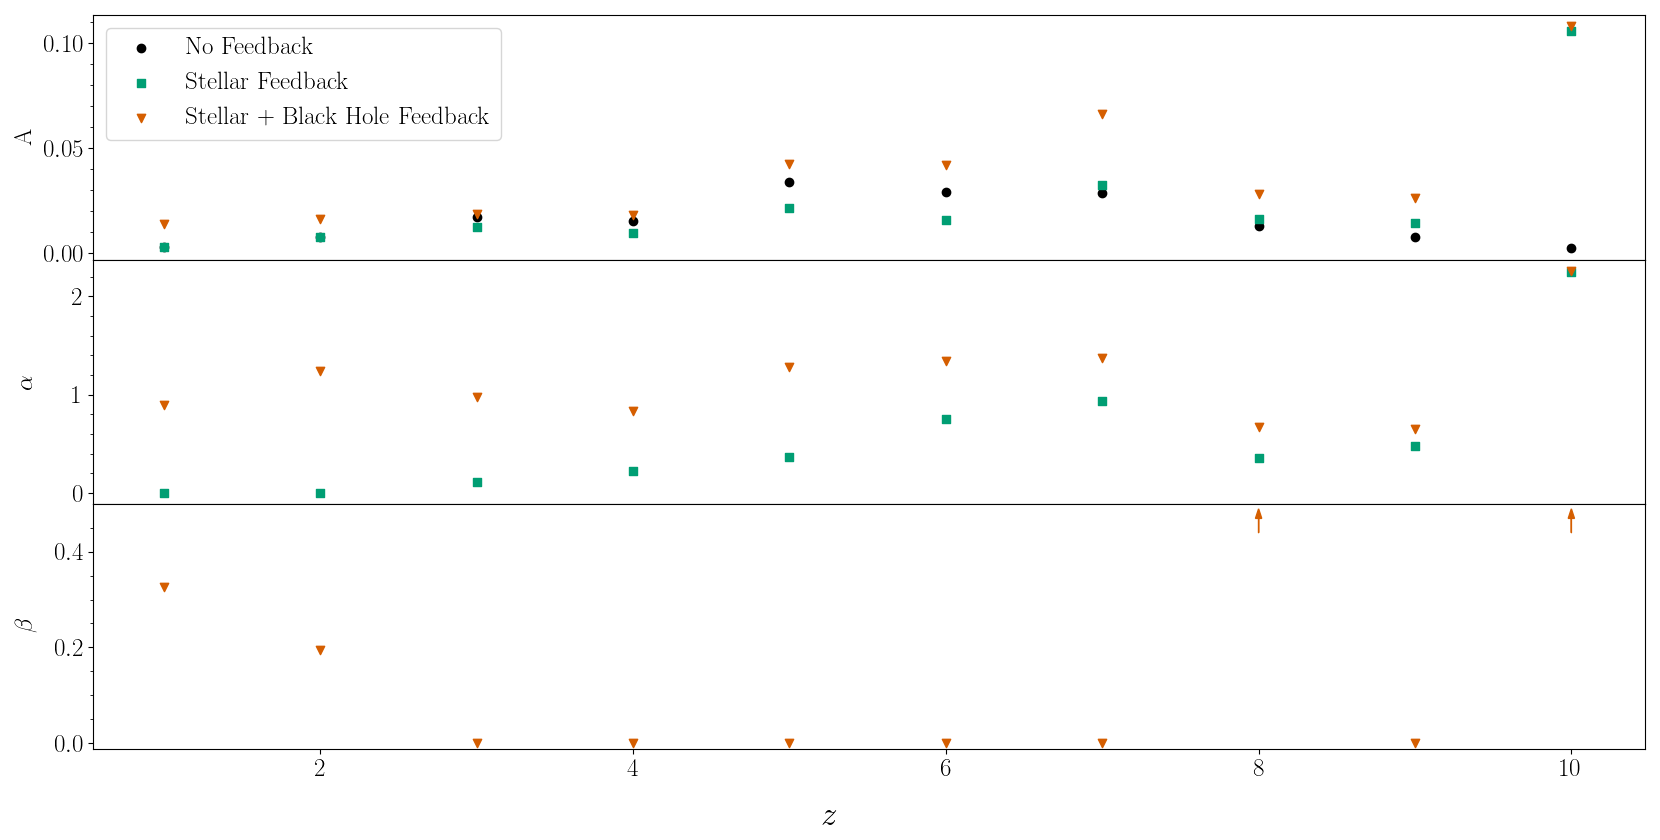 No Feedback
Stellar Feedback
Stellar + Black Hole Feedback
A
0.10
0.05
0.00
α
2
1
0
β
0.4
0.2
0.0
2 4 6 8 10
z